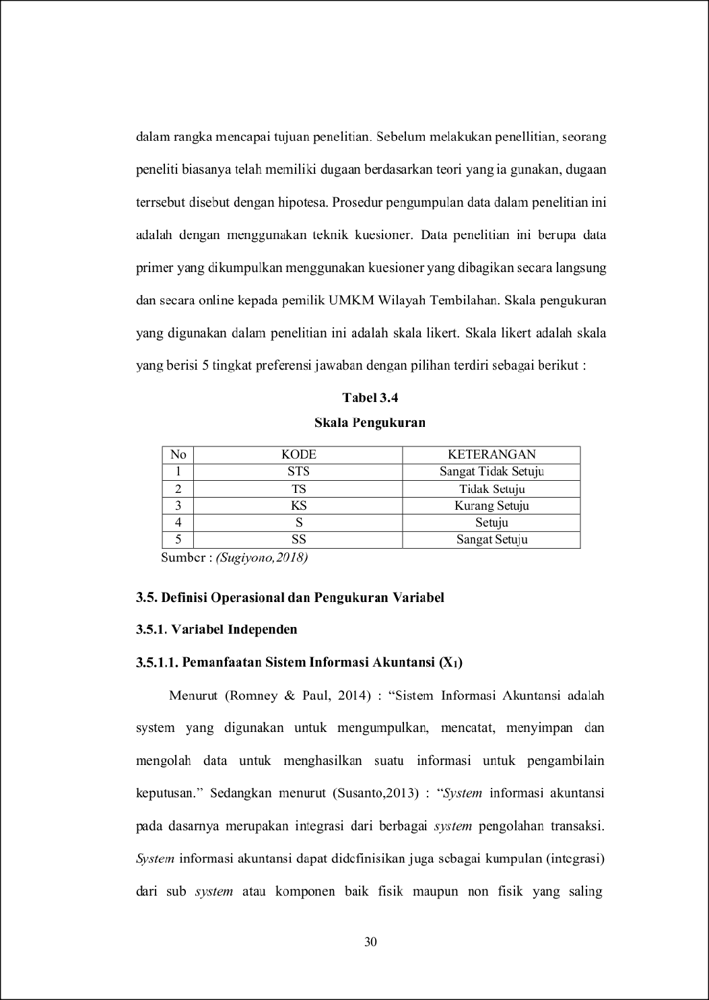 dalam rangka mencapai tujuan penelitian. Sebelum melakukan penellitian, seorang
peneliti biasanya telah memiliki dugaan berdasarkan teori yang ia gunakan, dugaan
terrsebut disebut dengan hipotesa. Prosedur pengumpulan data dalam penelitian ini
adalah dengan menggunakan teknik kuesioner. Data penelitian ini berupa data
primer yang dikumpulkan menggunakan kuesioner yang dibagikan secara langsung
dan secara online kepada pemilik UMKM Wilayah Tembilahan. Skala pengukuran
yang digunakan dalam penelitian ini adalah skala likert. Skala likert adalah skala
yang berisi 5 tingkat preferensi jawaban dengan pilihan terdiri sebagai berikut :
Tabel 3.4
Skala Pengukuran
No KODE KETERANGAN
1 STS Sangat Tidak Setuju
2 TS Tidak Setuju
3 KS Kurang Setuju
4 S Setuju
5 SS Sangat Setuju
Sumber : (Sugiyono,2018)
3.5. Definisi Operasional dan Pengukuran Variabel
3.5.1. Variabel Independen
3.5.1.1. Pemanfaatan Sistem Informasi Akuntansi (X1)
Menurut (Romney & Paul, 2014) : “Sistem Informasi Akuntansi adalah
system yang digunakan untuk mengumpulkan, mencatat, menyimpan dan
mengolah data untuk menghasilkan suatu informasi untuk pengambilain
keputusan.” Sedangkan menurut (Susanto,2013) : “System informasi akuntansi
pada dasarnya merupakan integrasi dari berbagai system pengolahan transaksi.
System informasi akuntansi dapat didefinisikan juga sebagai kumpulan (integrasi)
dari sub system atau komponen baik fisik maupun non fisik yang saling
30